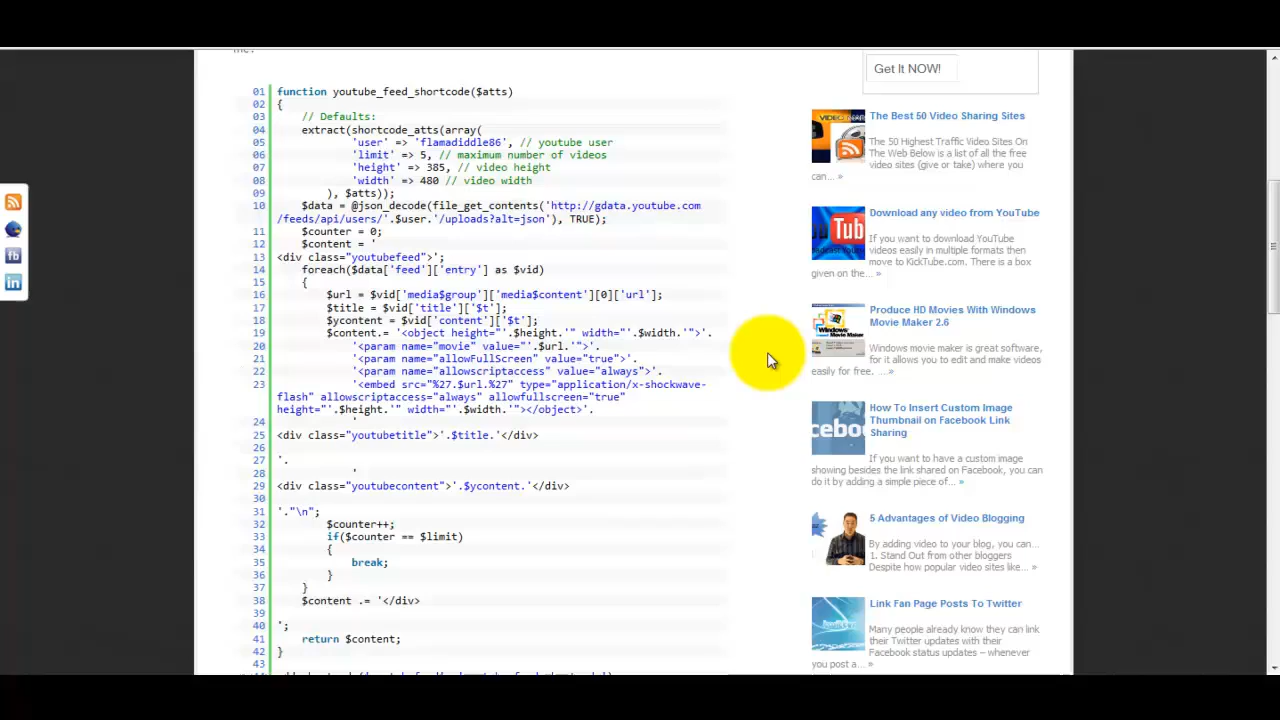 Get It NOW!
01 function youtube_feed_shortcode($atts)
02 {
03 // Defaults:
04 extract(shortcode_atts(array(
05 'user' => 'flamadiddle86', // youtube user
06 'limit' => 5, // maximum number of videos
07 'height' => 385, // video height
08 'width' => 480 // video width
09 ), $atts));
10 $data = @json_decode(file_get_contents('http://gdata.youtube.com
/feeds/api/users/'.$user.'/uploads?alt=json'), TRUE);
11 $counter = 0;
12 $content = '
13 <div class="youtubefeed">';
14 foreach($data['feed']['entry'] as $vid)
15 {
16 $url = $vid['media$group']['media$content'][0]['url'];
17 $title = $vid['title']['$t'];
18 $ycontent = $vid['content']['$t'];
19 $content.= '<object height="'.$height.'" width="'.$width.'">'.
20 '<param name="movie" value="'.$url.'">'.
21 '<param name="allowFullScreen" value="true">'.
22 '<param name="allowscriptaccess" value="always">'.
23 '<embed src="%27.$url.%27" type="application/x-shockwave-
flash" allowscriptaccess="always" allowfullscreen="true"
height="'.$height.'" width="'.$width.'"></object>'.
24 '
25 <div class="youtubetitle">'.$title.'</div>
26
27 '.
28 '
29 <div class="youtubecontent">'.$ycontent.'</div>
30
31 '."\n";
32 $counter++;
33 if($counter == $limit)
34 {
35 break;
36 }
37 }
38 $content .= '</div>
39
40 ';
41 return $content;
42 }
43
The Best 50 Video Sharing Sites
The 50 Highest Traffic Video Sites On
The Web Below is a list of all the free
video sites (give or take) where you
can... »
Download any video from YouTube
If you want to download YouTube
videos easily in multiple formats then
move to KickTube.com. There is a box
given on the... »
Produce HD Movies With Windows
Movie Maker 2.6
Windows movie maker is great software,
for it allows you to edit and make videos
easily for free. ...»
How To Insert Custom Image
Thumbnail on Facebook Link
Sharing
If you want to have a custom image
showing besides the link shared on Facebook, you can
do it by adding a simple piece of... »
5 Advantages of Video Blogging
By adding video to your blog, you can...
1. Stand Out from other bloggers
Despite how popular video sites like... »
Link Fan Page Posts To Twitter
Many people already know they can link
their Twitter updates with their
Facebook status updates – whenever
you post a... »
fb
in